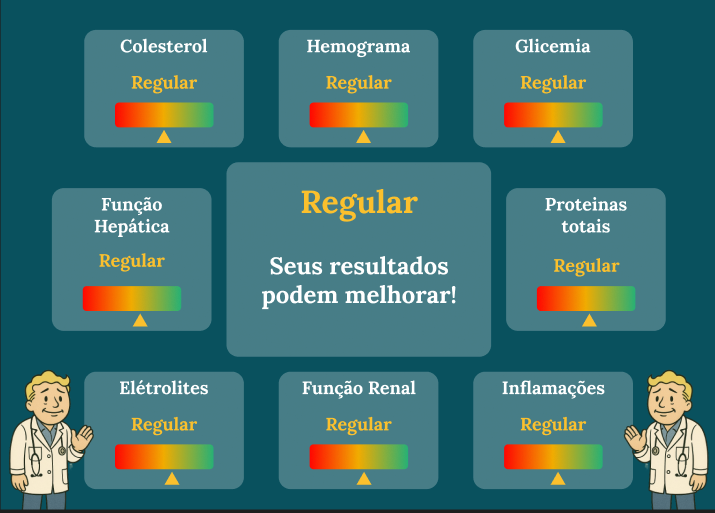 Colesterol
Regular
Hemograma
Regular
Glicemia
Regular
Função
Hepática
Regular
Regular
Seus resultados
podem melhorar!
Proteinas
totais
Regular
Elétrolites
Regular
Função Renal
Regular
Inflamações
Regular